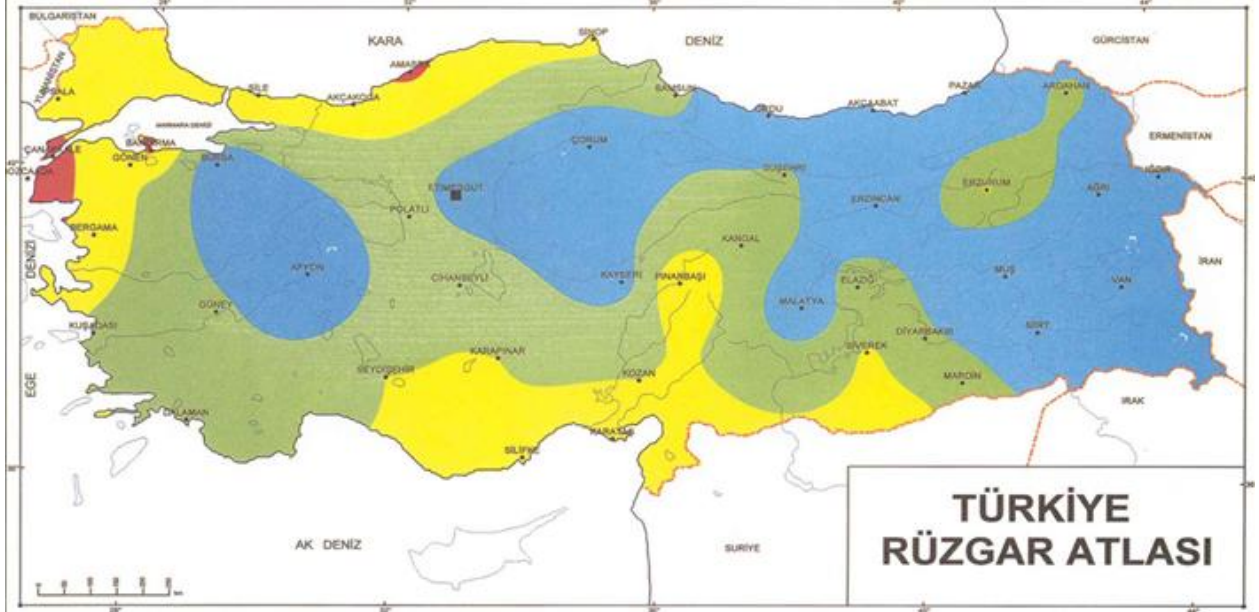 BULGARİSTAN
KARA DENİZ
SİNOP
GÜRCİSTAN
YUNANİSTAN
AMASRA
İPSALA
ŞİLE
AKÇAKOCA
SAMSUN
ORDU
AKÇAABAT
PAZAR
ARDAHAN
MARMARA DENİZİ
ERMENİSTAN
ÇANAKKALE
BANDIRMA
GÖNEN
BURSA
ÇORUM
BOZCAADA
SUŞEHRİ
IĞDIR
ETİMESGUT
ERZURUM
AĞRI
POLATLI
ERZİNCAN
BERGAMA
KANGAL
EGE DENİZİ
İRAN
AFYON
CİHANBEYLİ
KAYSERİ
PINARBAŞI
ELAZIĞ
MUŞ
VAN
GÜNEY
MALATYA
KUŞADASI
DİYARBAKIR
SİİRT
KARAPINAR
SİVEREK
SEYDİŞEHİR
KOZAN
MARDİN
IRAK
DALAMAN
KARATAŞ
SİLİFKE
AK DENİZ
SURİYE
TÜRKİYE
RÜZGAR ATLASI